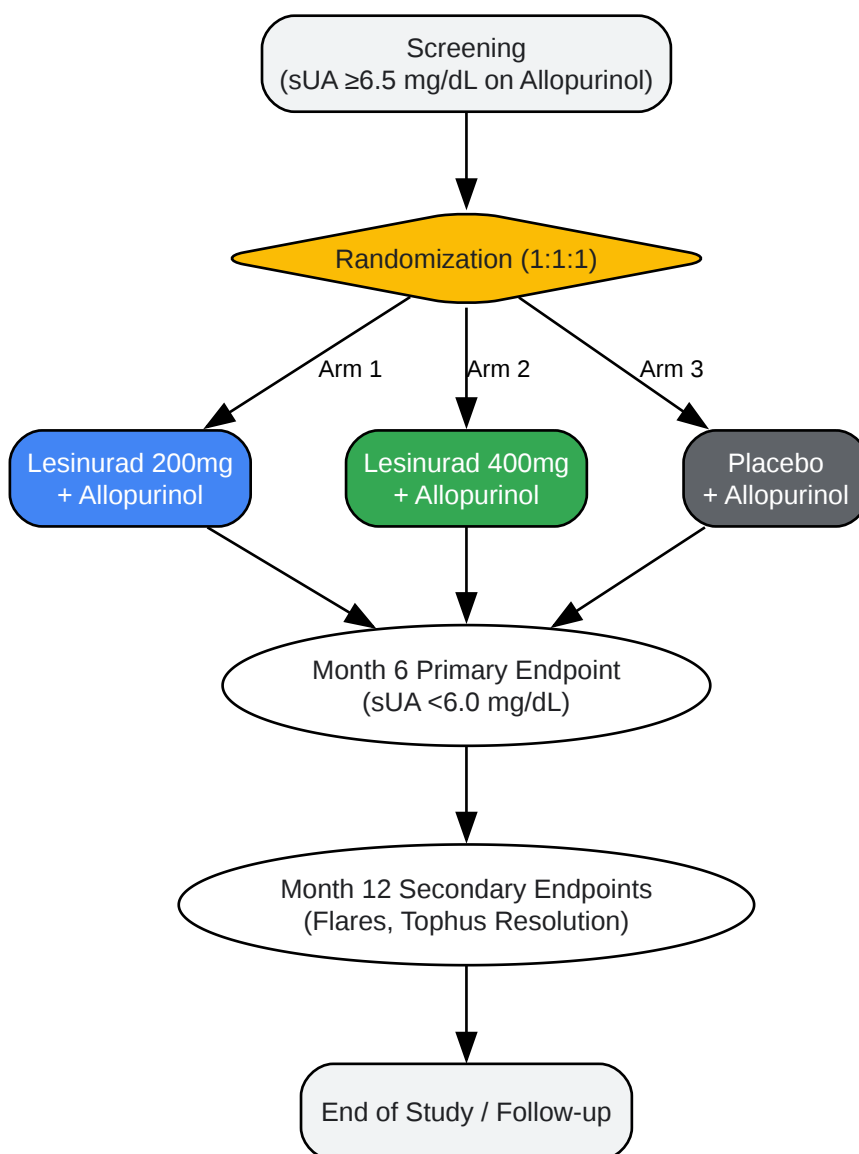 Screening
(sUA ≥6.5 mg/dL on Allopurinol)
Randomization (1:1:1)
Arm 1
Arm 2
Arm 3
Lesinurad 200mg
+ Allopurinol
Lesinurad 400mg
+ Allopurinol
Placebo
+ Allopurinol
Month 6 Primary Endpoint
(sUA <6.0 mg/dL)
Month 12 Secondary Endpoints
(Flares, Tophus Resolution)
End of Study / Follow-up